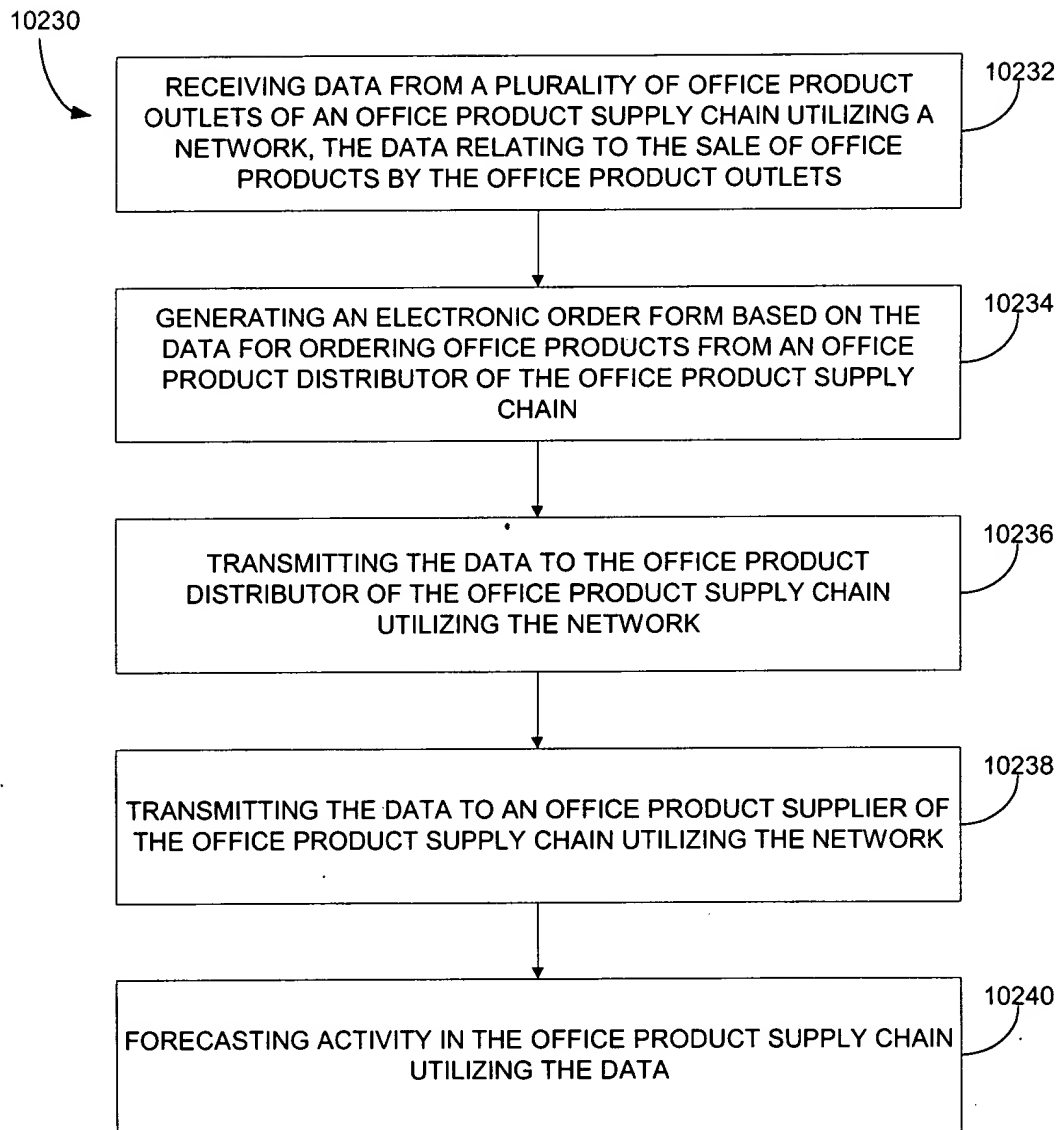 10230
RECEIVING DATA FROM A PLURALITY OF OFFICE PRODUCT
OUTLETS OF AN OFFICE PRODUCT SUPPLY CHAIN UTILIZING A
NETWORK, THE DATA RELATING TO THE SALE OF OFFICE
PRODUCTS BY THE OFFICE PRODUCT OUTLETS
10232
GENERATING AN ELECTRONIC ORDER FORM BASED ON THE
DATA FOR ORDERING OFFICE PRODUCTS FROM AN OFFICE
PRODUCT DISTRIBUTOR OF THE OFFICE PRODUCT SUPPLY
CHAIN
10234
TRANSMITTING THE DATA TO THE OFFICE PRODUCT
DISTRIBUTOR OF THE OFFICE PRODUCT SUPPLY CHAIN
UTILIZING THE NETWORK
10236
TRANSMITTING THE DATA TO AN OFFICE PRODUCT SUPPLIER OF
THE OFFICE PRODUCT SUPPLY CHAIN UTILIZING THE NETWORK
10238
FORECASTING ACTIVITY IN THE OFFICE PRODUCT SUPPLY CHAIN
UTILIZING THE DATA
10240